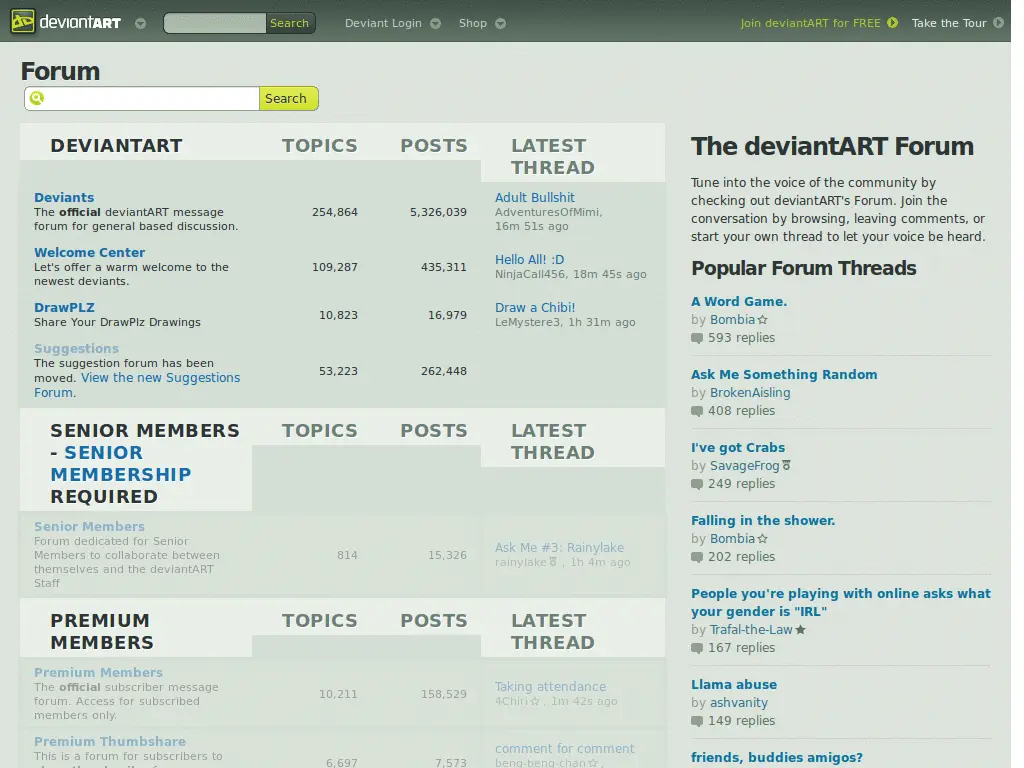 deviantART
Search
Deviant Login
Shop
Join deviantART for FREE
Take the Tour
Forum
Search
DEVIANTART TOPICS POSTS LATEST
THREAD
Deviants
The official deviantART message
forum for general based discussion.
254,864
5,326,039
Adult Bullshit
AdventuresOfMimi,
16m 51s ago
Welcome Center
Let's offer a warm welcome to the
newest deviants.
109,287
435,311
Hello All! :D
NinjaCall456, 18m 45s ago
DrawPLZ
Share Your DrawPlz Drawings
10,823
16,979
Draw a Chibi!
LeMystere3, 1h 31m ago
Suggestions
The suggestion forum has been
moved. View the new Suggestions
Forum.
53,223
262,448
SENIOR MEMBERS
- SENIOR
MEMBERSHIP
REQUIRED
TOPICS
POSTS
LATEST
THREAD
Senior Members
Forum dedicated for Senior
Members to collaborate between
themselves and the deviantART
Staff
814
15,326
Ask Me #3: Rainylake
rainylake , 1h 4m ago
PREMIUM
MEMBERS
TOPICS
POSTS
LATEST
THREAD
Premium Members
The official subscriber message
forum. Access for subscribed
members only.
10,211
158,529
Taking attendance
4Chiri , 1m 42s ago
Premium Thumbshare
This is a forum for subscribers to
6,697
7,573
comment for comment
beng-beng-chan ,
The deviantART Forum
Tune into the voice of the community by
checking out deviantART's Forum. Join the
conversation by browsing, leaving comments, or
start your own thread to let your voice be heard.
Popular Forum Threads
A Word Game.
by Bombia
593 replies
Ask Me Something Random
by BrokenAisling
408 replies
I've got Crabs
by SavageFrog
249 replies
Falling in the shower.
by Bombia
202 replies
People you're playing with online asks what
your gender is "IRL"
by Trafal-the-Law
167 replies
Llama abuse
by ashvanity
149 replies
friends, buddies amigos?